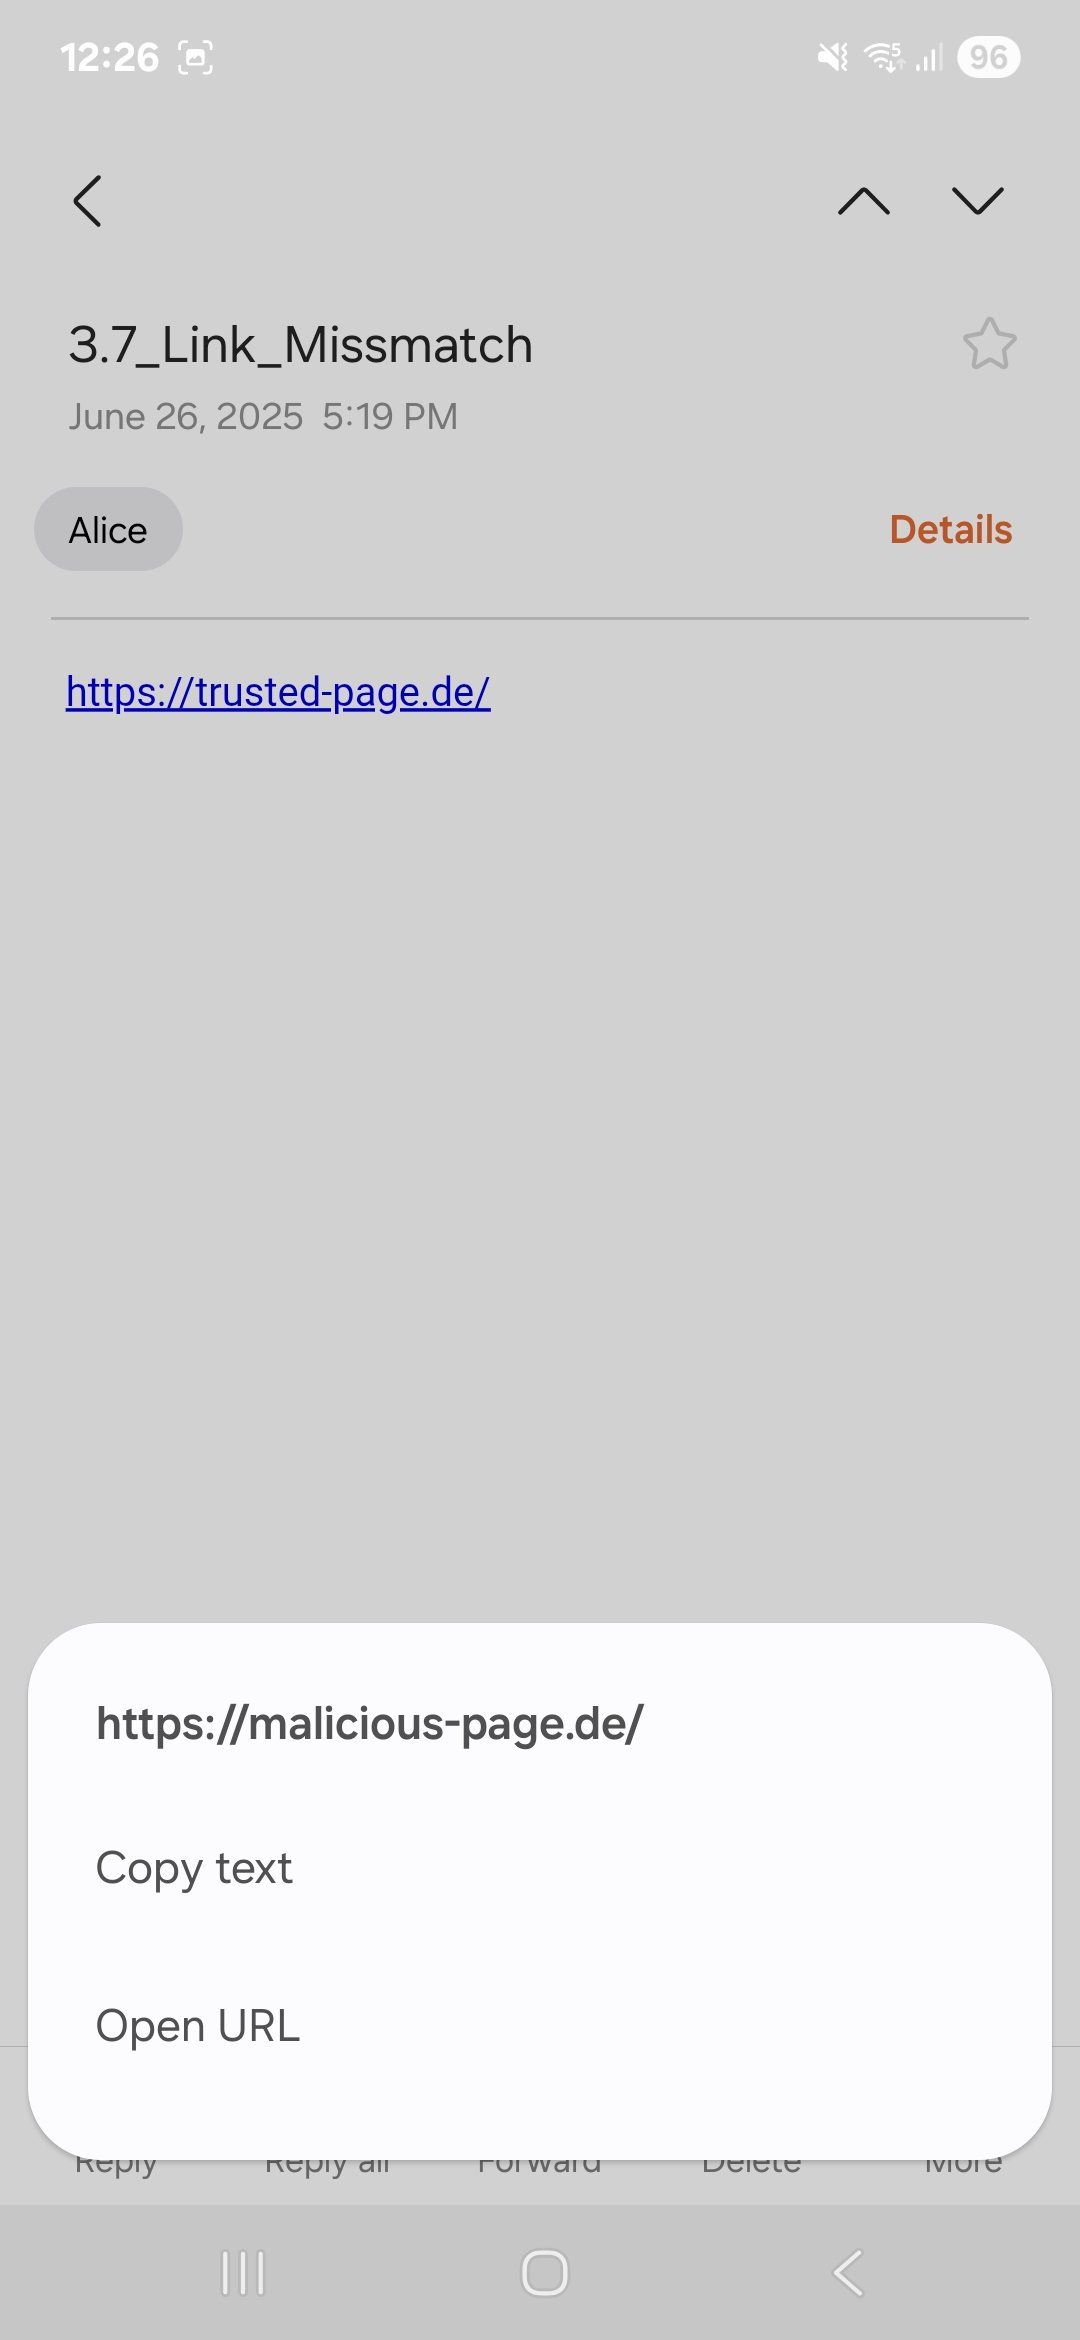 12:26
5
96
3.7_Link_Missmatch
June 26, 2025 5:19 PM
Alice
Details
https://trusted-page.de/
https://malicious-page.de/
Copy text
Open URL
Reply Reply all Forward Delete More